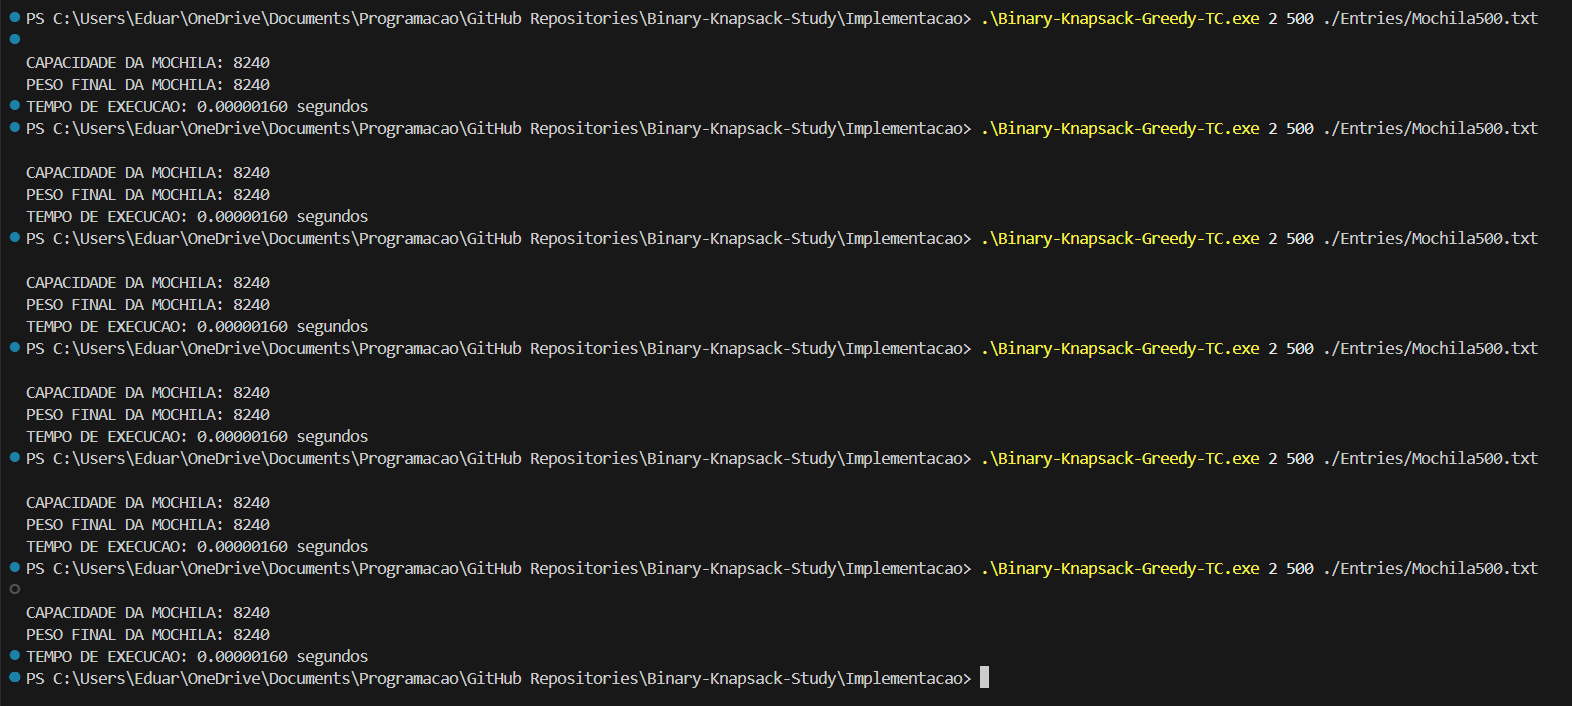 PS C:\Users\Eduar\OneDrive\Documents\Programacao\GitHub Repositories\Binary-Knapsack-Study\Implementacao> .\Binary-Knapsack-Greedy-TC.exe 2 500 ./Entries/Mochila500.txt
CAPACIDADE DA MOCHILA: 8240
PESO FINAL DA MOCHILA: 8240
TEMPO DE EXECUCAO: 0.00000160 segundos
PS C:\Users\Eduar\OneDrive\Documents\Programacao\GitHub Repositories\Binary-Knapsack-Study\Implementacao> .\Binary-Knapsack-Greedy-TC.exe 2 500 ./Entries/Mochila500.txt
CAPACIDADE DA MOCHILA: 8240
PESO FINAL DA MOCHILA: 8240
TEMPO DE EXECUCAO: 0.00000160 segundos
PS C:\Users\Eduar\OneDrive\Documents\Programacao\GitHub Repositories\Binary-Knapsack-Study\Implementacao> .\Binary-Knapsack-Greedy-TC.exe 2 500 ./Entries/Mochila500.txt
CAPACIDADE DA MOCHILA: 8240
PESO FINAL DA MOCHILA: 8240
TEMPO DE EXECUCAO: 0.00000160 segundos
PS C:\Users\Eduar\OneDrive\Documents\Programacao\GitHub Repositories\Binary-Knapsack-Study\Implementacao> .\Binary-Knapsack-Greedy-TC.exe 2 500 ./Entries/Mochila500.txt
CAPACIDADE DA MOCHILA: 8240
PESO FINAL DA MOCHILA: 8240
TEMPO DE EXECUCAO: 0.00000160 segundos
PS C:\Users\Eduar\OneDrive\Documents\Programacao\GitHub Repositories\Binary-Knapsack-Study\Implementacao> .\Binary-Knapsack-Greedy-TC.exe 2 500 ./Entries/Mochila500.txt
CAPACIDADE DA MOCHILA: 8240
PESO FINAL DA MOCHILA: 8240
TEMPO DE EXECUCAO: 0.00000160 segundos
PS C:\Users\Eduar\OneDrive\Documents\Programacao\GitHub Repositories\Binary-Knapsack-Study\Implementacao> .\Binary-Knapsack-Greedy-TC.exe 2 500 ./Entries/Mochila500.txt
CAPACIDADE DA MOCHILA: 8240
PESO FINAL DA MOCHILA: 8240
TEMPO DE EXECUCAO: 0.00000160 segundos
PS C:\Users\Eduar\OneDrive\Documents\Programacao\GitHub Repositories\Binary-Knapsack-Study\Implementacao>